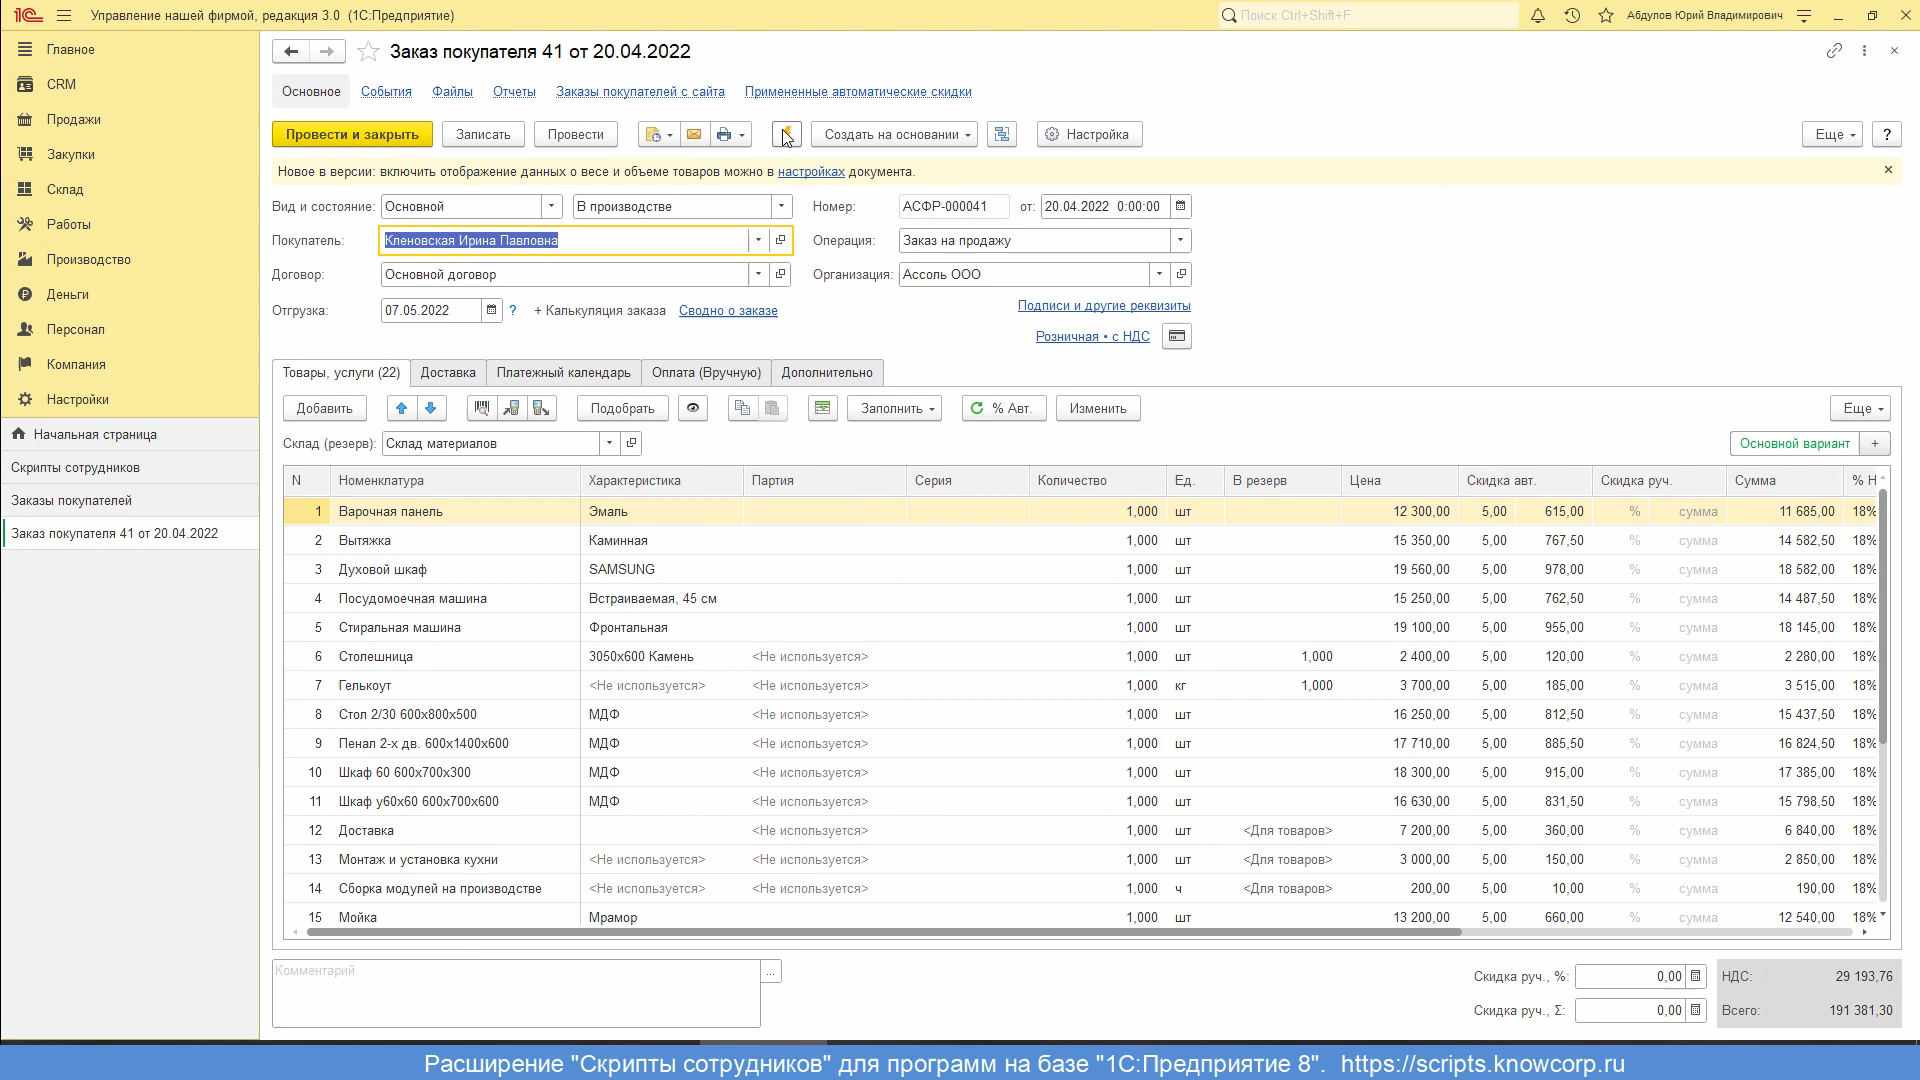 Управление нашей фирмой, редакция 3.0 (1С:Предприятие)
Поиск Ctrl+Shift+F
Абдулов Юрий Владимирович
Главное
CRM
Продажи
Закупки
Склад
Работы
Производство
Деньги
Персонал
Компания
Настройки
Начальная страница
Скрипты сотрудников
Заказы покупателей
Заказ покупателя 41 от 20.04.2022
Заказ покупателя 41 от 20.04.2022
Основное События Файлы Отчеты Заказы покупателей с сайта Примененные автоматические скидки
Провести и закрыть Записать Провести Создать на основании Настройка Еще ?
Новое в версии: включить отображение данных о весе и объеме товаров можно в настройках документа.
Вид и состояние: Основной В производстве Номер: АСФР-000041 от: 20.04.2022 0:00:00
Покупатель: Кленовская Ирина Павловна Операция: Заказ на продажу
Договор: Основной договор Организация: Ассоль ООО
Отгрузка: 07.05.2022 ? + Калькуляция заказа Сводно о заказе Подписи и другие реквизиты
Розничная • с НДС
Товары, услуги (22) Доставка Платежный календарь Оплата (Вручную) Дополнительно
Добавить Подобрать Заполнить % Авт. Изменить Еще
Склад (резерв): Склад материалов Основной вариант +
N Номенклатура Характеристика Партия Серия Количество Ед. В резерв Цена Скидка авт. Скидка руч. Сумма % Н
1 Варочная панель Эмаль 1,000 шт 12 300,00 5,00 615,00 % сумма 11 685,00 18%
2 Вытяжка Каминная 1,000 шт 15 350,00 5,00 767,50 % сумма 14 582,50 18%
3 Духовой шкаф SAMSUNG 1,000 шт 19 560,00 5,00 978,00 % сумма 18 582,00 18%
4 Посудомоечная машина Встраиваемая, 45 см 1,000 шт 15 250,00 5,00 762,50 % сумма 14 487,50 18%
5 Стиральная машина Фронтальная 1,000 шт 19 100,00 5,00 955,00 % сумма 18 145,00 18%
6 Столешница 3050х600 Камень <Не используется> 1,000 шт 1,000 2 400,00 5,00 120,00 % сумма 2 280,00 18%
7 Гелькоут <Не используется> <Не используется> 1,000 кг 1,000 3 700,00 5,00 185,00 % сумма 3 515,00 18%
8 Стол 2/30 600х800х500 МДФ <Не используется> 1,000 шт 16 250,00 5,00 812,50 % сумма 15 437,50 18%
9 Пенал 2-х дв. 600х1400х600 МДФ <Не используется> 1,000 шт 17 710,00 5,00 885,50 % сумма 16 824,50 18%
10 Шкаф 60 600х700х300 МДФ <Не используется> 1,000 шт 18 300,00 5,00 915,00 % сумма 17 385,00 18%
11 Шкаф у60х60 600х700х600 МДФ <Не используется> 1,000 шт 16 630,00 5,00 831,50 % сумма 15 798,50 18%
12 Доставка <Не используется> 1,000 шт <Для товаров> 7 200,00 5,00 360,00 % сумма 6 840,00 18%
13 Монтаж и установка кухни <Не используется> <Не используется> 1,000 шт <Для товаров> 3 000,00 5,00 150,00 % сумма 2 850,00 18%
14 Сборка модулей на производстве <Не используется> <Не используется> 1,000 ч <Для товаров> 200,00 5,00 10,00 % сумма 190,00 18%
15 Мойка Мрамор 1,000 шт 13 200,00 5,00 660,00 % сумма 12 540,00 18%
Комментарий ...
Скидка руч., %: 0,00 НДС: 29 193,76
Скидка руч., Σ: 0,00 Всего: 191 381,30
Расширение "Скрипты сотрудников" для программ на базе "1С:Предприятие 8". https://scripts.knowcorp.ru